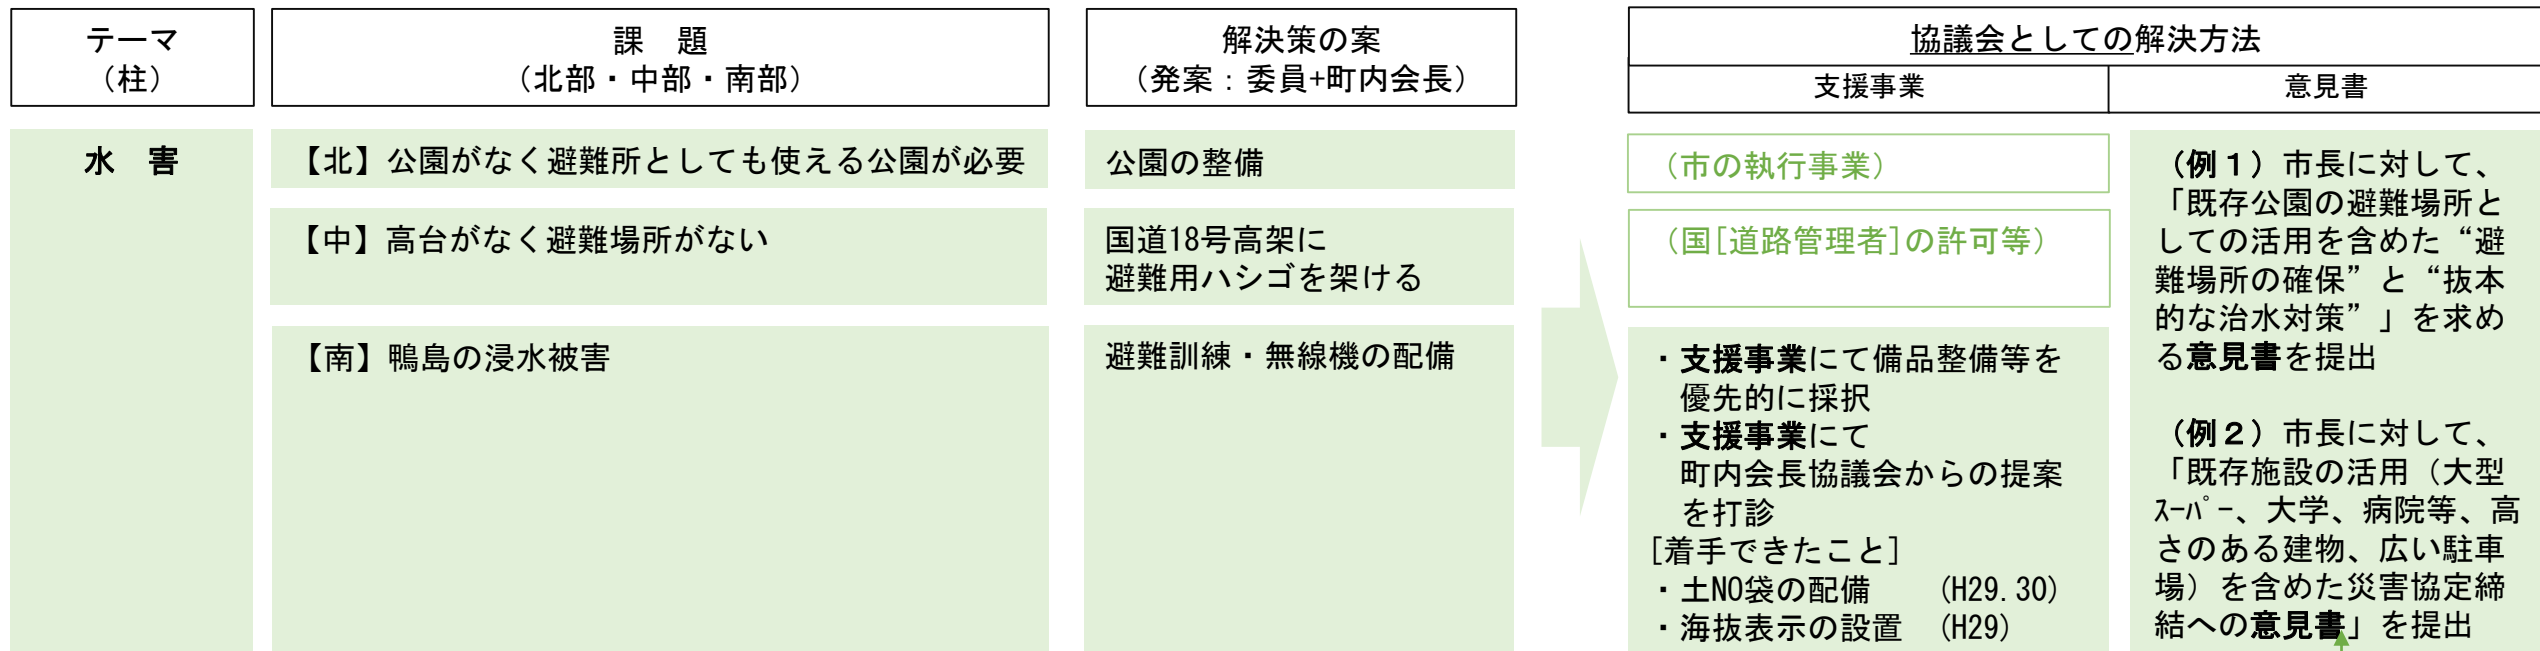 テーマ
(柱)
課　題
(北部・中部・南部)
解決策の案
(発案：委員+町内会長)
協議会としての解決方法
支援事業
意見書
水　害
【北】公園がなく避難所としても使える公園が必要
公園の整備
(市の執行事業)
【中】高台がなく避難場所がない
国道18号高架に
避難用ハシゴを架ける
(国[道路管理者]の許可等)
【南】鴨島の浸水被害
避難訓練・無線機の配備
・支援事業にて備品整備等を
優先的に採択
・支援事業にて
町内会長協議会からの提案
を打診
[着手できたこと]
・土NO袋の配備　(H29.30)
・海抜表示の設置　(H29)
（例１）市長に対して、
「既存公園の避難場所と
しての活用を含めた“避
難場所の確保”と“抜本
的な治水対策”」を求め
る意見書を提出
（例２）市長に対して、
「既存施設の活用（大型
ｽｰﾊﾟｰ、大学、病院等、高
さのある建物、広い駐車
場）を含めた災害協定締
結への意見書」を提出